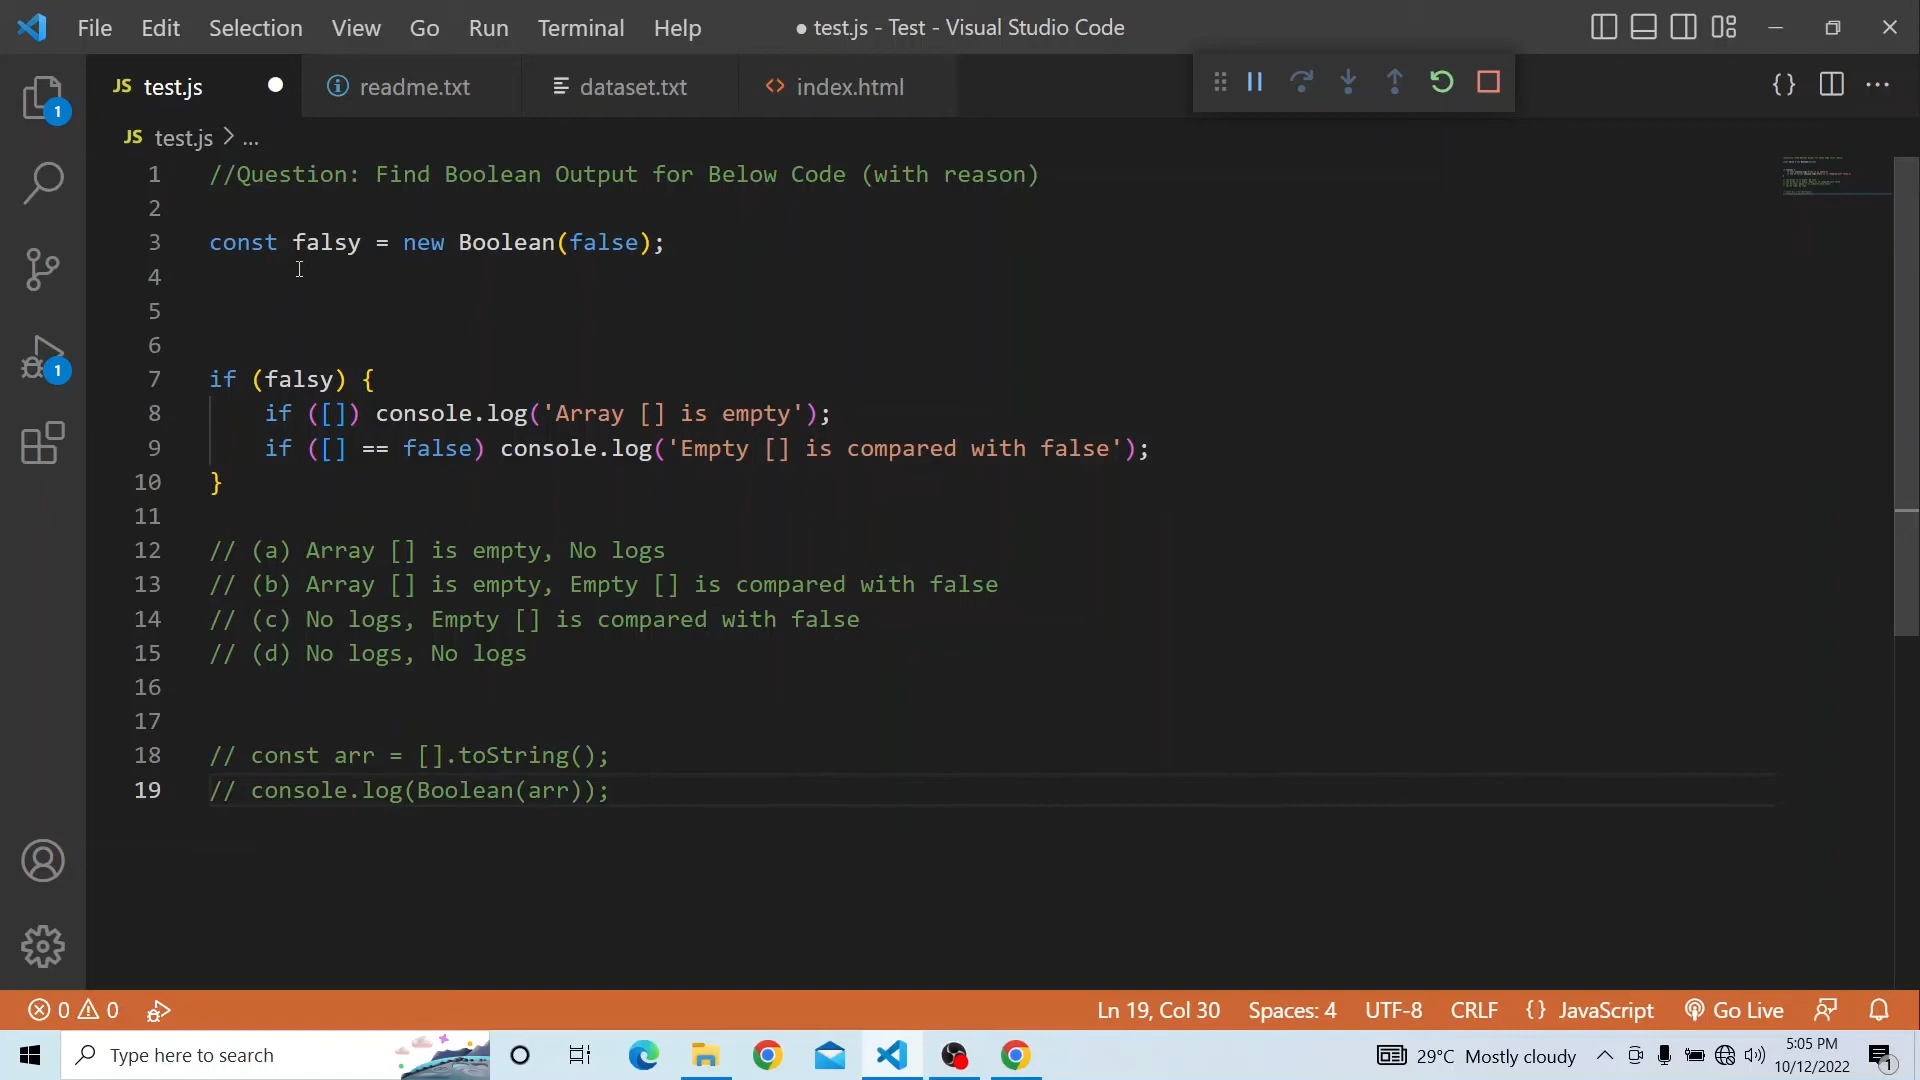 File Edit Selection View Go Run Terminal Help ● test.js - Test - Visual Studio Code
JS test.js readme.txt dataset.txt <> index.html
JS test.js > ...
1 //Question: Find Boolean Output for Below Code (with reason)
2
3 const falsy = new Boolean(false);
4
5
6
7 if (falsy) {
8 if ([]) console.log('Array [] is empty');
9 if ([] == false) console.log('Empty [] is compared with false');
10 }
11
12 // (a) Array [] is empty, No logs
13 // (b) Array [] is empty, Empty [] is compared with false
14 // (c) No logs, Empty [] is compared with false
15 // (d) No logs, No logs
16
17
18 // const arr = [].toString();
19 // console.log(Boolean(arr));
1
1
0 0 Ln 19, Col 30 Spaces: 4 UTF-8 CRLF {} JavaScript Go Live
Type here to search 29°C Mostly cloudy 5:05 PM
10/12/2022 1